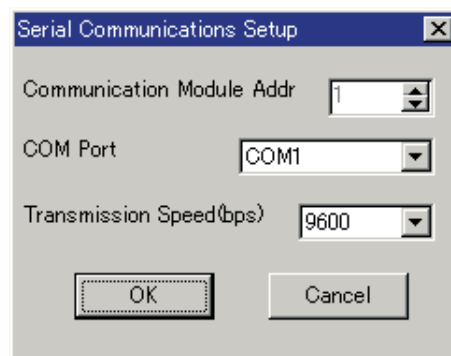 Serial Communications Setup
Communication Module Addr 1
COM Port COM1
Transmission Speed(bps) 9600
OK Cancel